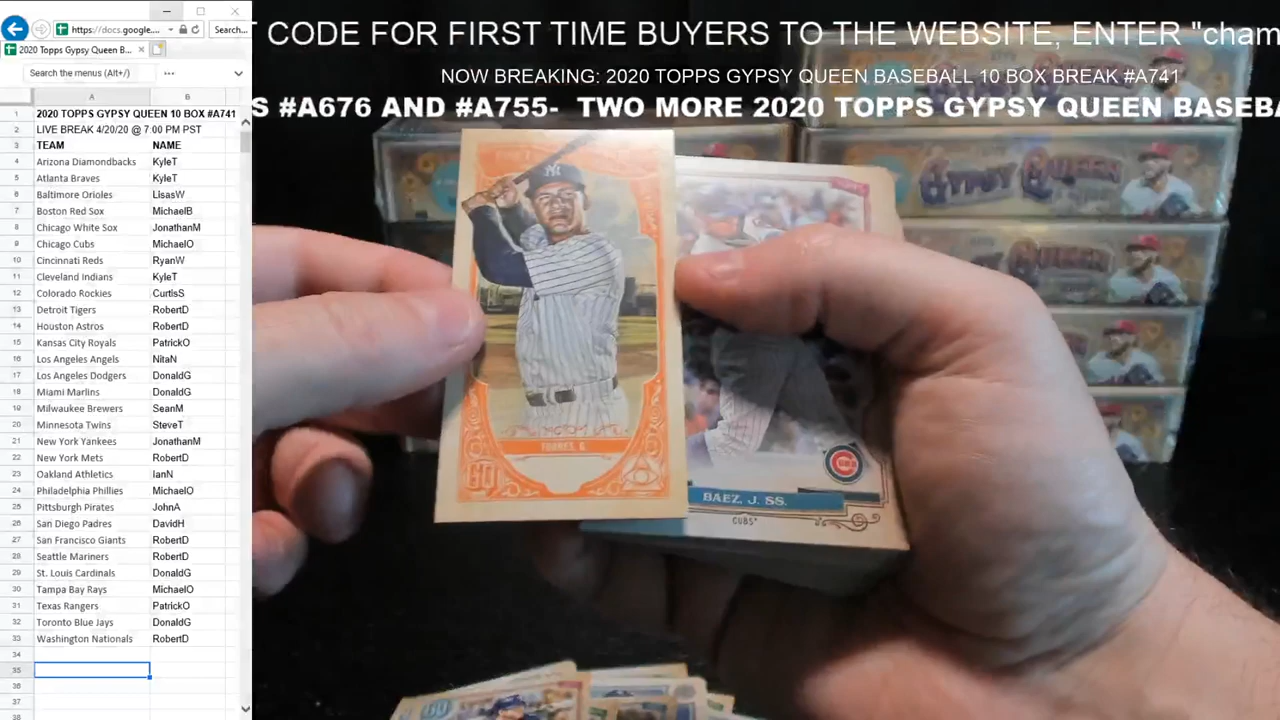 https://docs.google....
Search...
2020 Topps Gypsy Queen B...
Search the menus (Alt+/)
A B
1 2020 TOPPS GYPSY QUEEN 10 BOX #A741
2 LIVE BREAK 4/20/20 @ 7:00 PM PST
3 TEAM NAME
4 Arizona Diamondbacks KyleT
5 Atlanta Braves KyleT
6 Baltimore Orioles LisasW
7 Boston Red Sox MichaelB
8 Chicago White Sox JonathanM
9 Chicago Cubs MichaelO
10 Cincinnati Reds RyanW
11 Cleveland Indians KyleT
12 Colorado Rockies CurtisS
13 Detroit Tigers RobertD
14 Houston Astros RobertD
15 Kansas City Royals PatrickO
16 Los Angeles Angels NitaN
17 Los Angeles Dodgers DonaldG
18 Miami Marlins DonaldG
19 Milwaukee Brewers SeanM
20 Minnesota Twins SteveT
21 New York Yankees JonathanM
22 New York Mets RobertD
23 Oakland Athletics IanN
24 Philadelphia Phillies MichaelO
25 Pittsburgh Pirates JohnA
26 San Diego Padres DavidH
27 San Francisco Giants RobertD
28 Seattle Mariners RobertD
29 St. Louis Cardinals DonaldG
30 Tampa Bay Rays MichaelO
31 Texas Rangers PatrickO
32 Toronto Blue Jays DonaldG
33 Washington Nationals RobertD
34
35
36
37
38
T CODE FOR FIRST TIME BUYERS TO THE WEBSITE, ENTER "cham
NOW BREAKING: 2020 TOPPS GYPSY QUEEN BASEBALL 10 BOX BREAK #A741
S #A676 AND #A755- TWO MORE 2020 TOPPS GYPSY QUEEN BASEBA
GYPSY QUEEN
GYPSY QUEEN
TORRES, G
GQ
BAEZ, J. SS.
CUBS
C
GQ